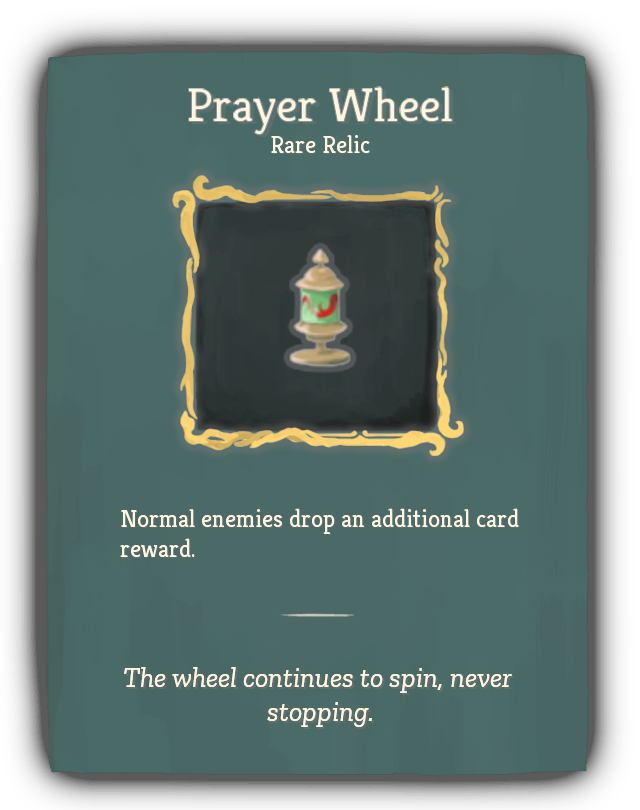 Prayer Wheel
Rare Relic
Normal enemies drop an additional card
reward.
The wheel continues to spin, never
stopping.